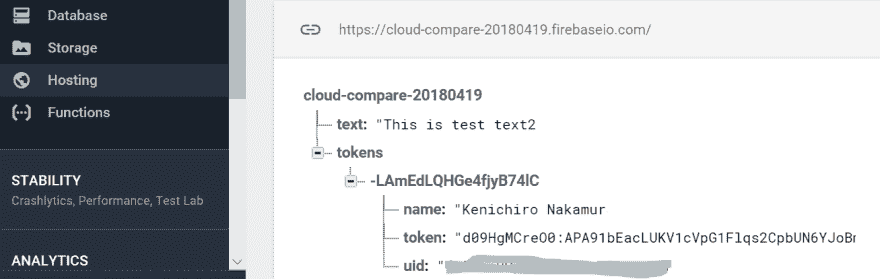 Database
Storage
Hosting
Functions
STABILITY
Crashlytics, Performance, Test Lab
ANALYTICS
https://cloud-compare-20180419.firebaseio.com/
cloud-compare-20180419
text: "This is test text2
tokens
-LAmEdLQHGe4fjyB74lC
name: "Kenichiro Nakamur
token: "d09HgMCreO0:APA91bEacLUKV1cVpG1Flqs2CpbUN6YJoBr
uid: "